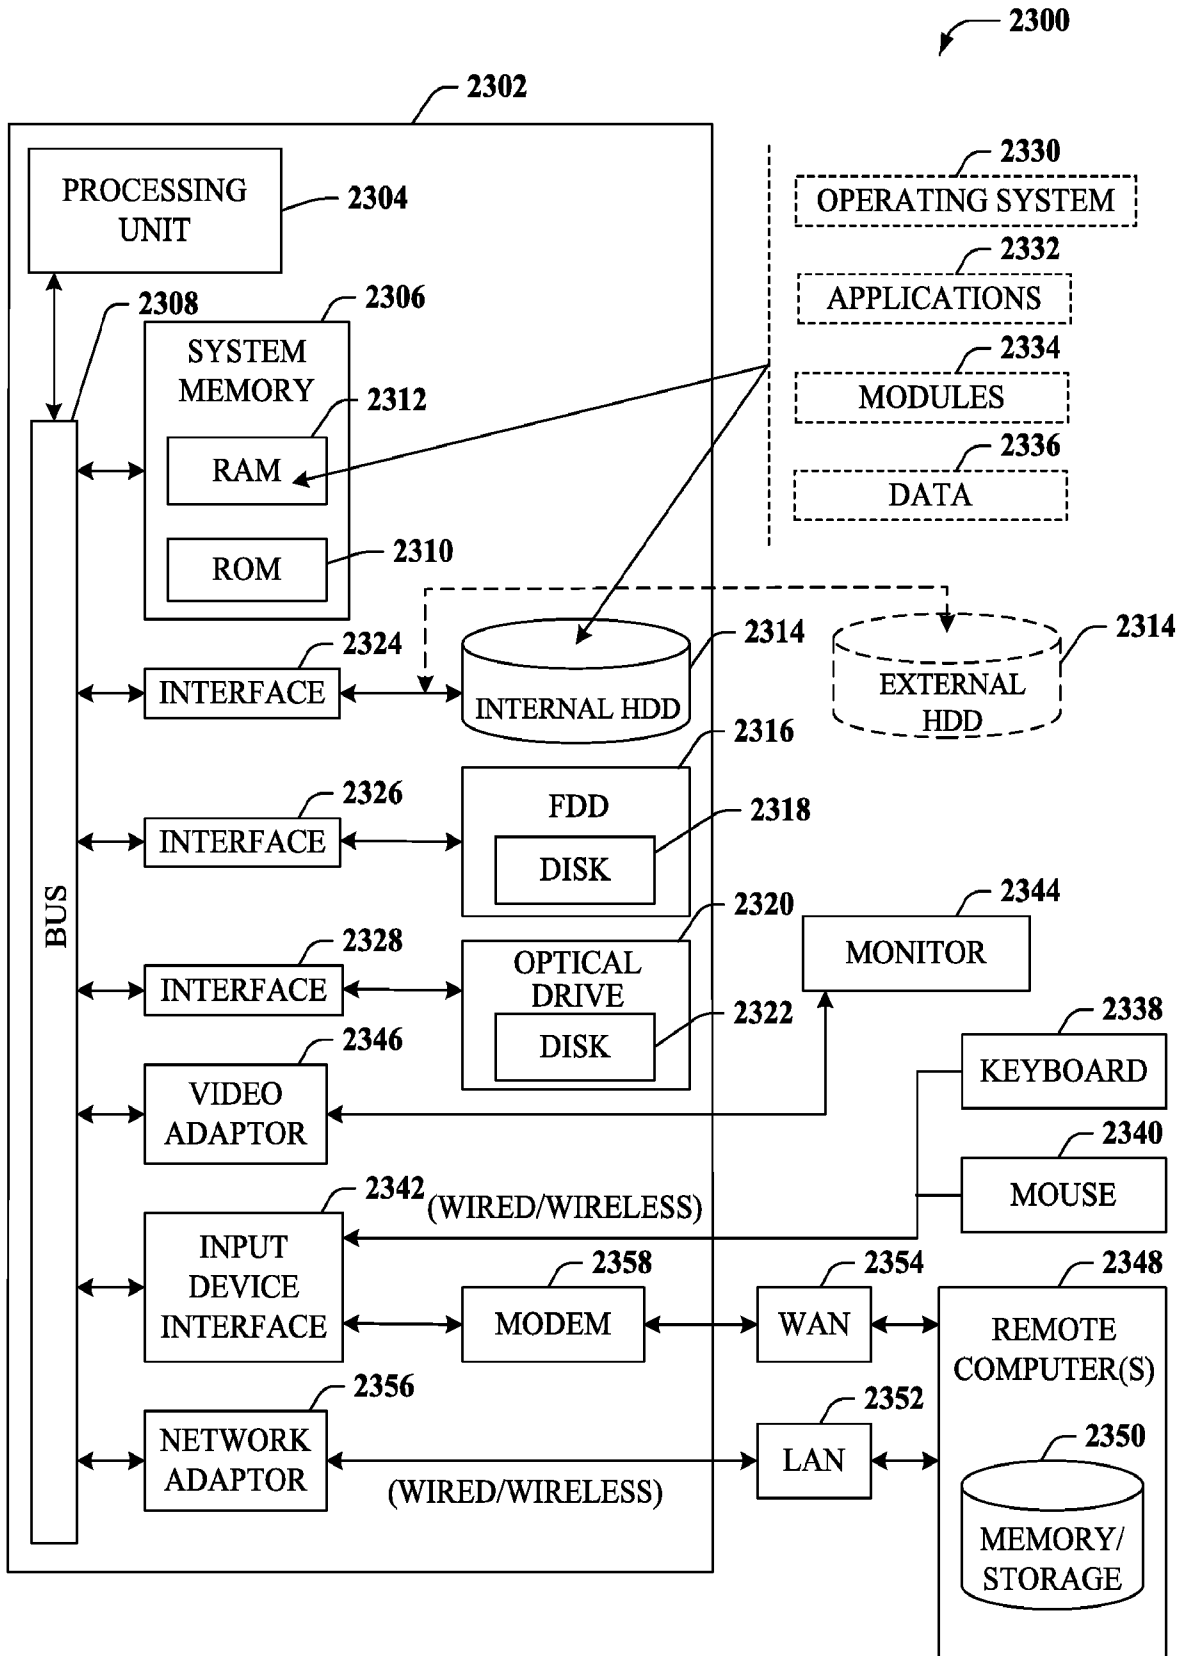 2300
2302
PROCESSING
UNIT
2304
2330
OPERATING SYSTEM
2332
APPLICATIONS
2334
MODULES
2336
DATA
2308
2306
SYSTEM
MEMORY
2312
RAM
2310
ROM
2324
INTERFACE
2314
INTERNAL HDD
2314
EXTERNAL
HDD
2326
INTERFACE
2316
FDD
2318
DISK
BUS
2328
INTERFACE
2320
OPTICAL
DRIVE
2322
DISK
2344
MONITOR
2346
VIDEO
ADAPTOR
2338
KEYBOARD
2340
MOUSE
2342
(WIRED/WIRELESS)
INPUT
DEVICE
INTERFACE
2358
MODEM
2354
WAN
2348
REMOTE
COMPUTER(S)
2356
NETWORK
ADAPTOR
(WIRED/WIRELESS)
2352
LAN
2350
MEMORY/
STORAGE